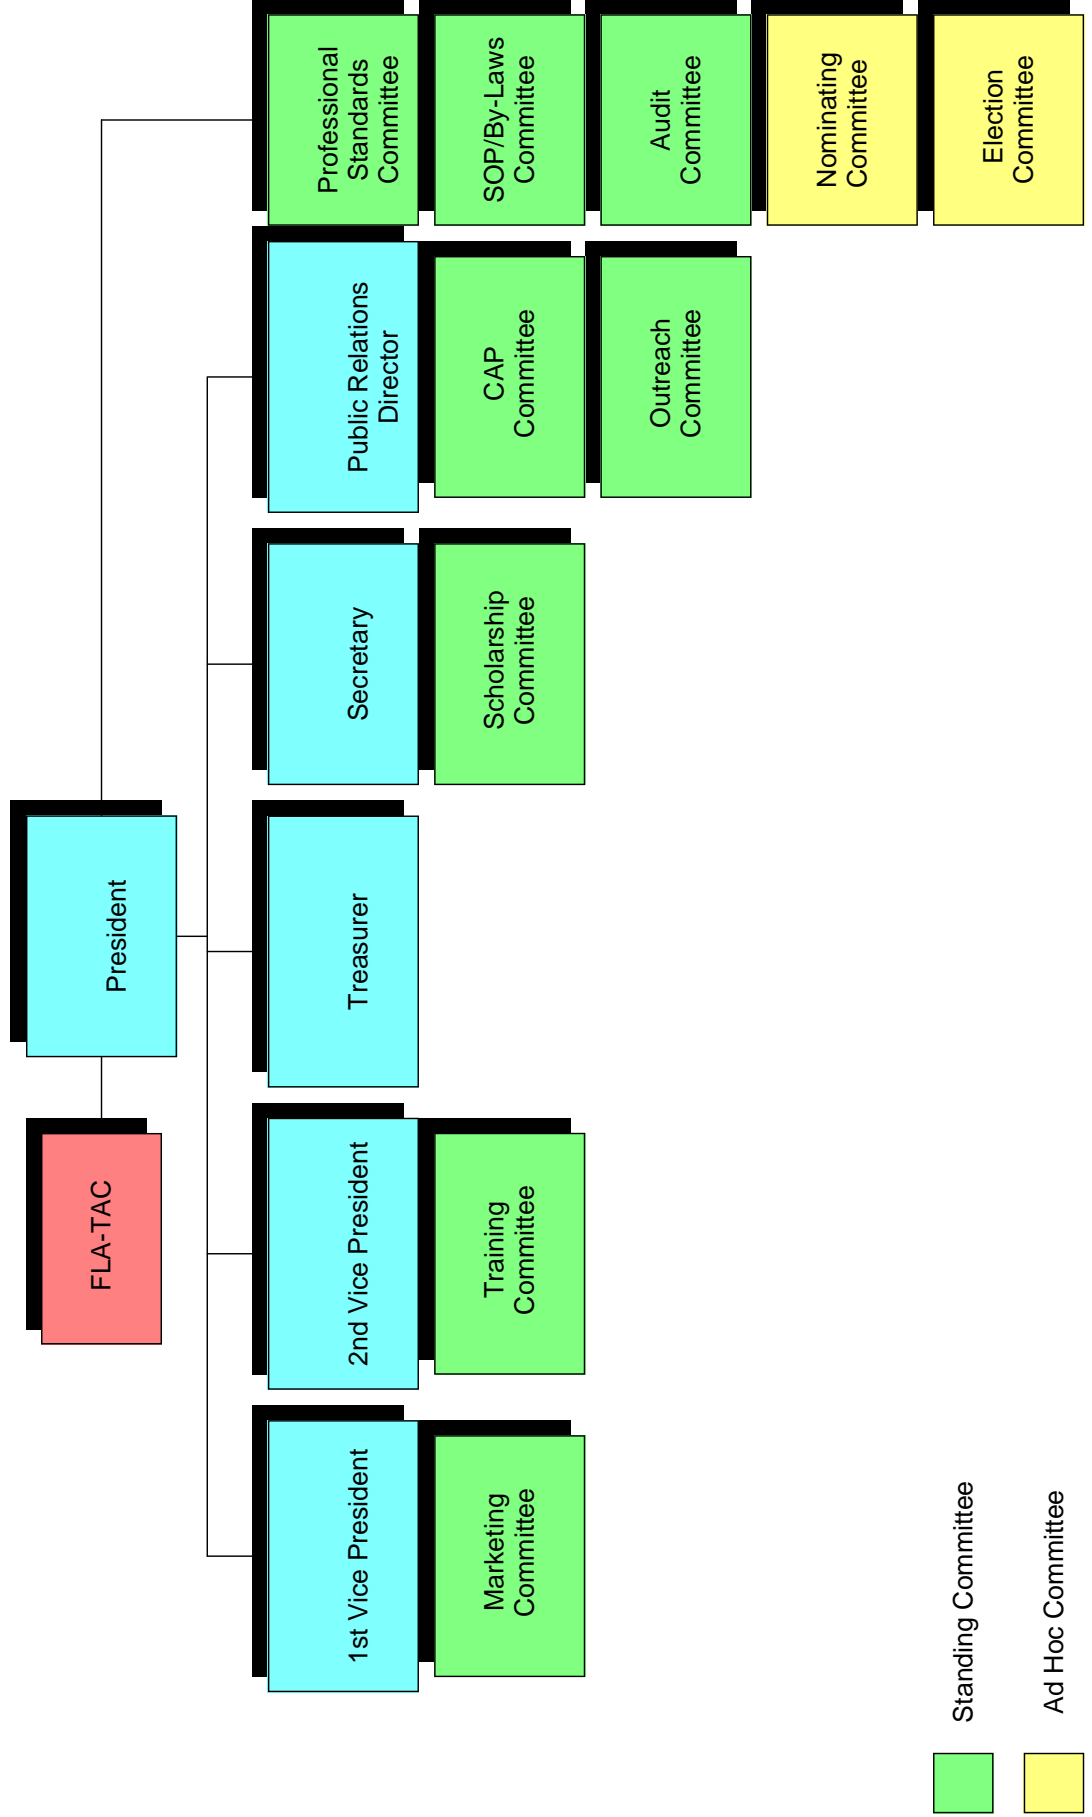 FLA-TAC
President
1st Vice President
Marketing
Committee
2nd Vice President
Training
Committee
Treasurer
Secretary
Scholarship
Committee
Public Relations
Director
CAP
Committee
Outreach
Committee
Professional
Standards
Committee
SOP/By-Laws
Committee
Audit
Committee
Nominating
Committee
Election
Committee
Standing Committee
Ad Hoc Committee